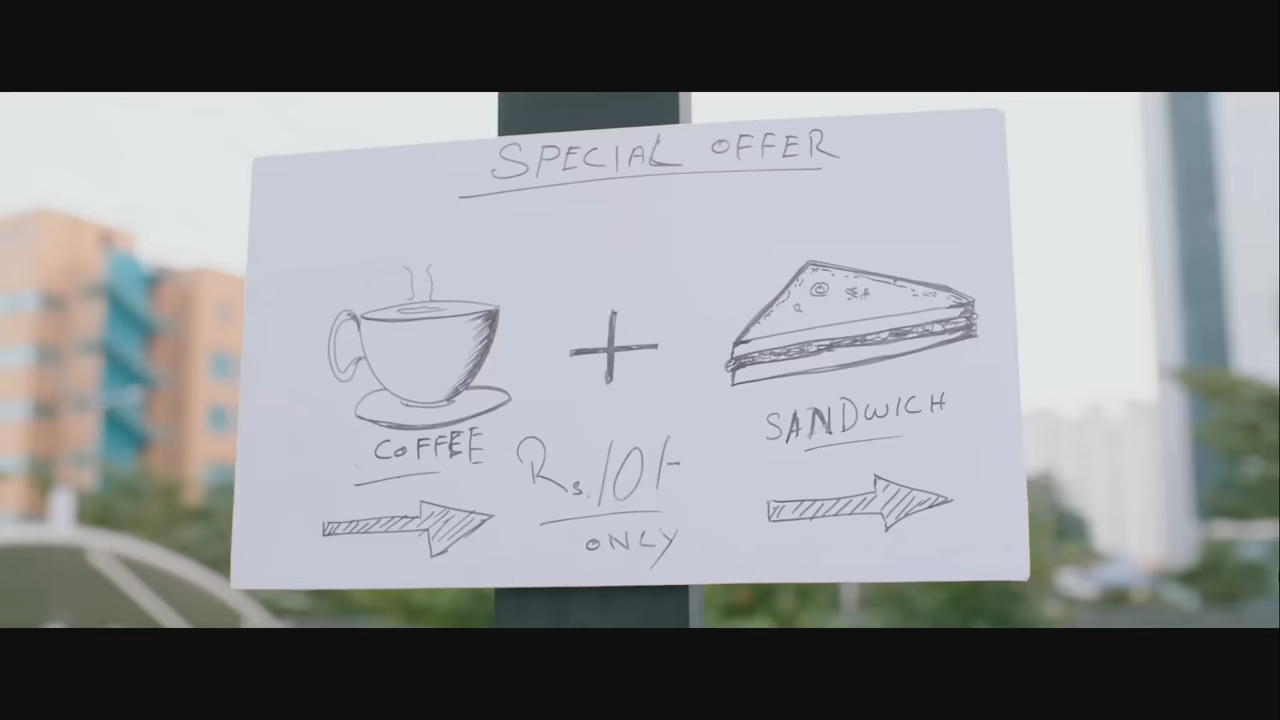 SPECIAL OFFER
COFFEE
SANDWICH
Rs.10/-
ONLY